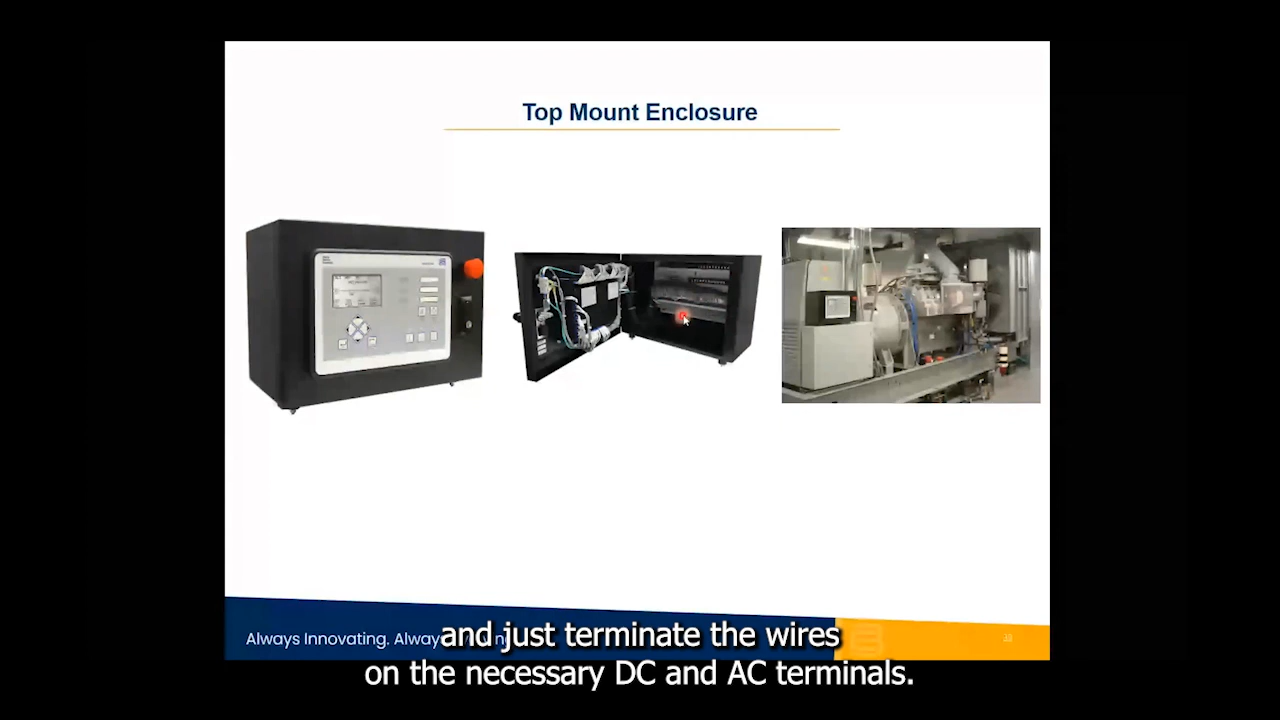 Top Mount Enclosure
Always Innovating. Alway
and just terminate the wires
on the necessary DC and AC terminals.